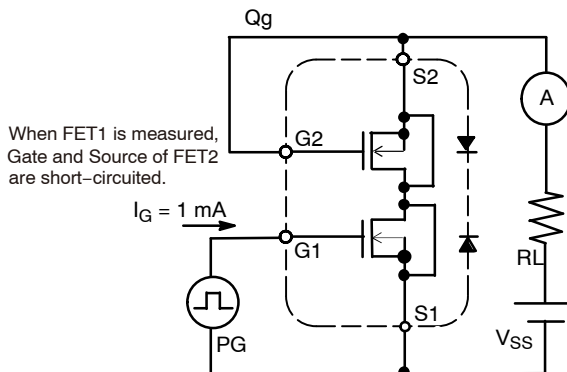 Qg
S2
A
When FET1 is measured,
Gate and Source of FET2
are short−circuited.
G2
IG = 1 mA
G1
RL
S1
PG
VSS